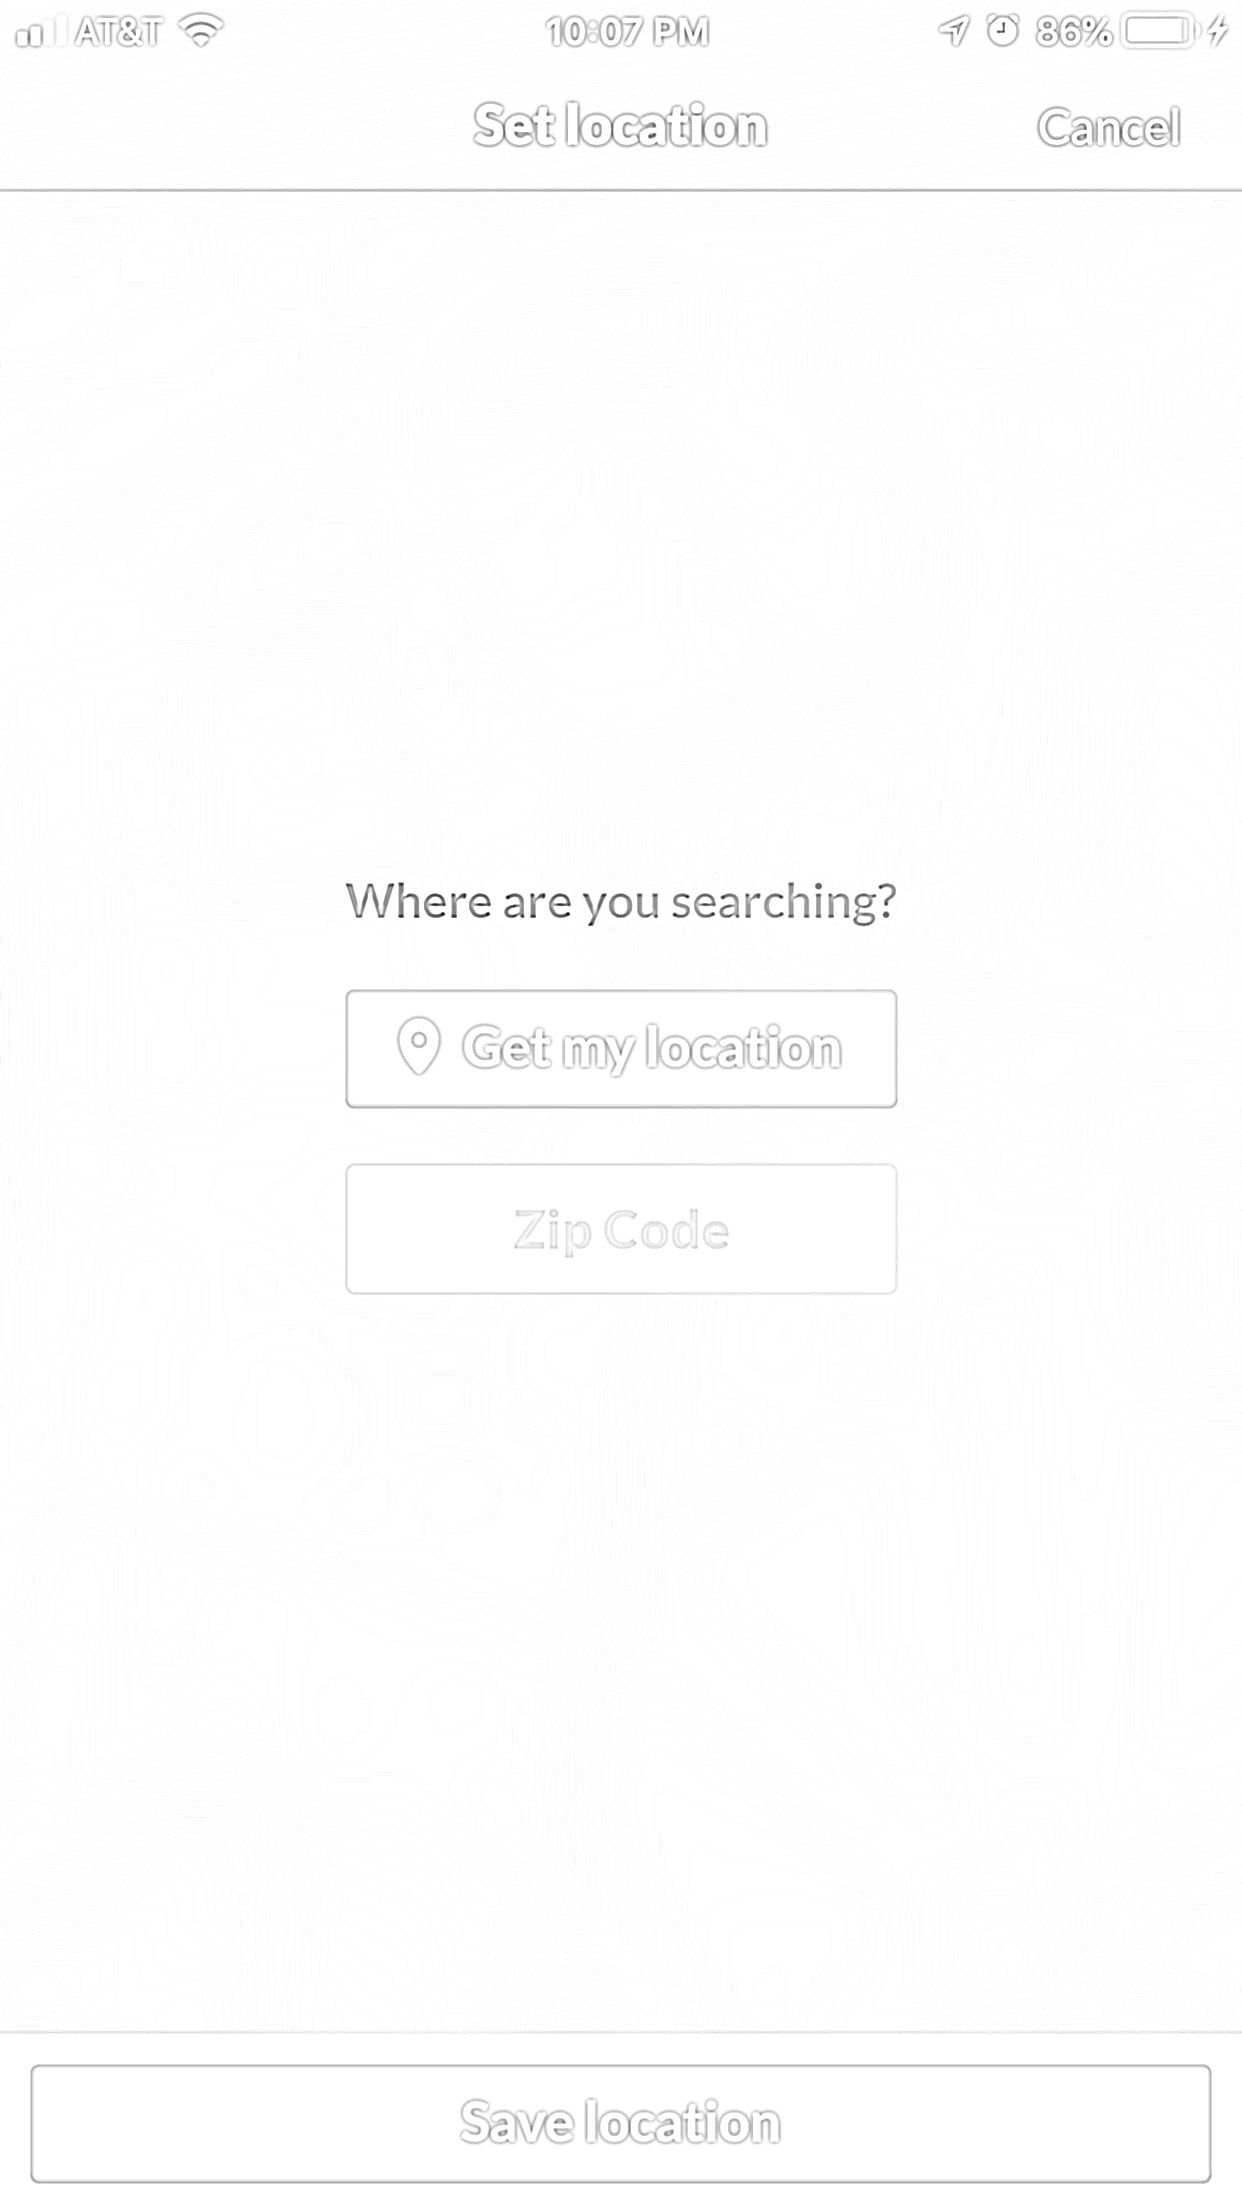 AT&T 10:07 PM 86%
Set location Cancel
Where are you searching?
Get my location
Zip Code
Save location